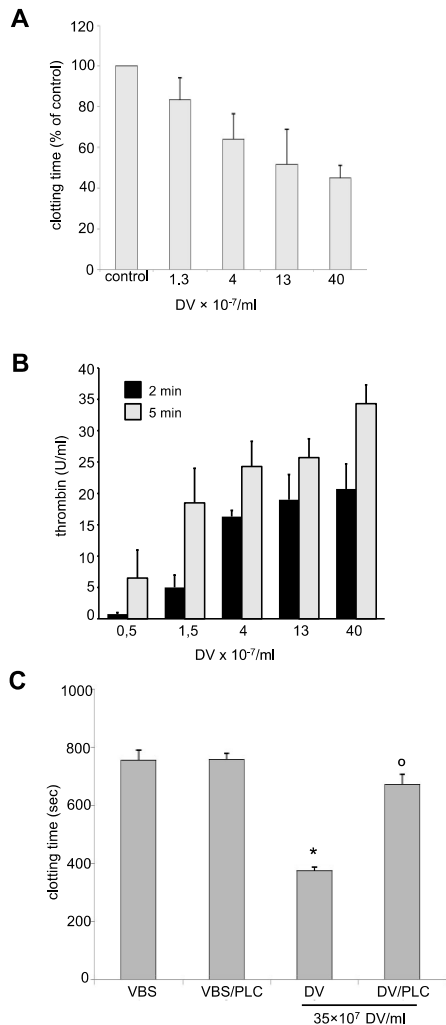 A
clotting time (% of control)
120
100
80
60
40
20
0
control
1.3
4
13
40
DV × 10⁻⁷/ml
B
thrombin (U/ml)
40
35
30
25
20
15
10
5
0
2 min
5 min
0,5
1,5
4
13
40
DV x 10⁻⁷/ml
C
clotting time (sec)
1000
800
600
400
200
0
*
o
VBS
VBS/PLC
DV
DV/PLC
35×10⁷ DV/ml